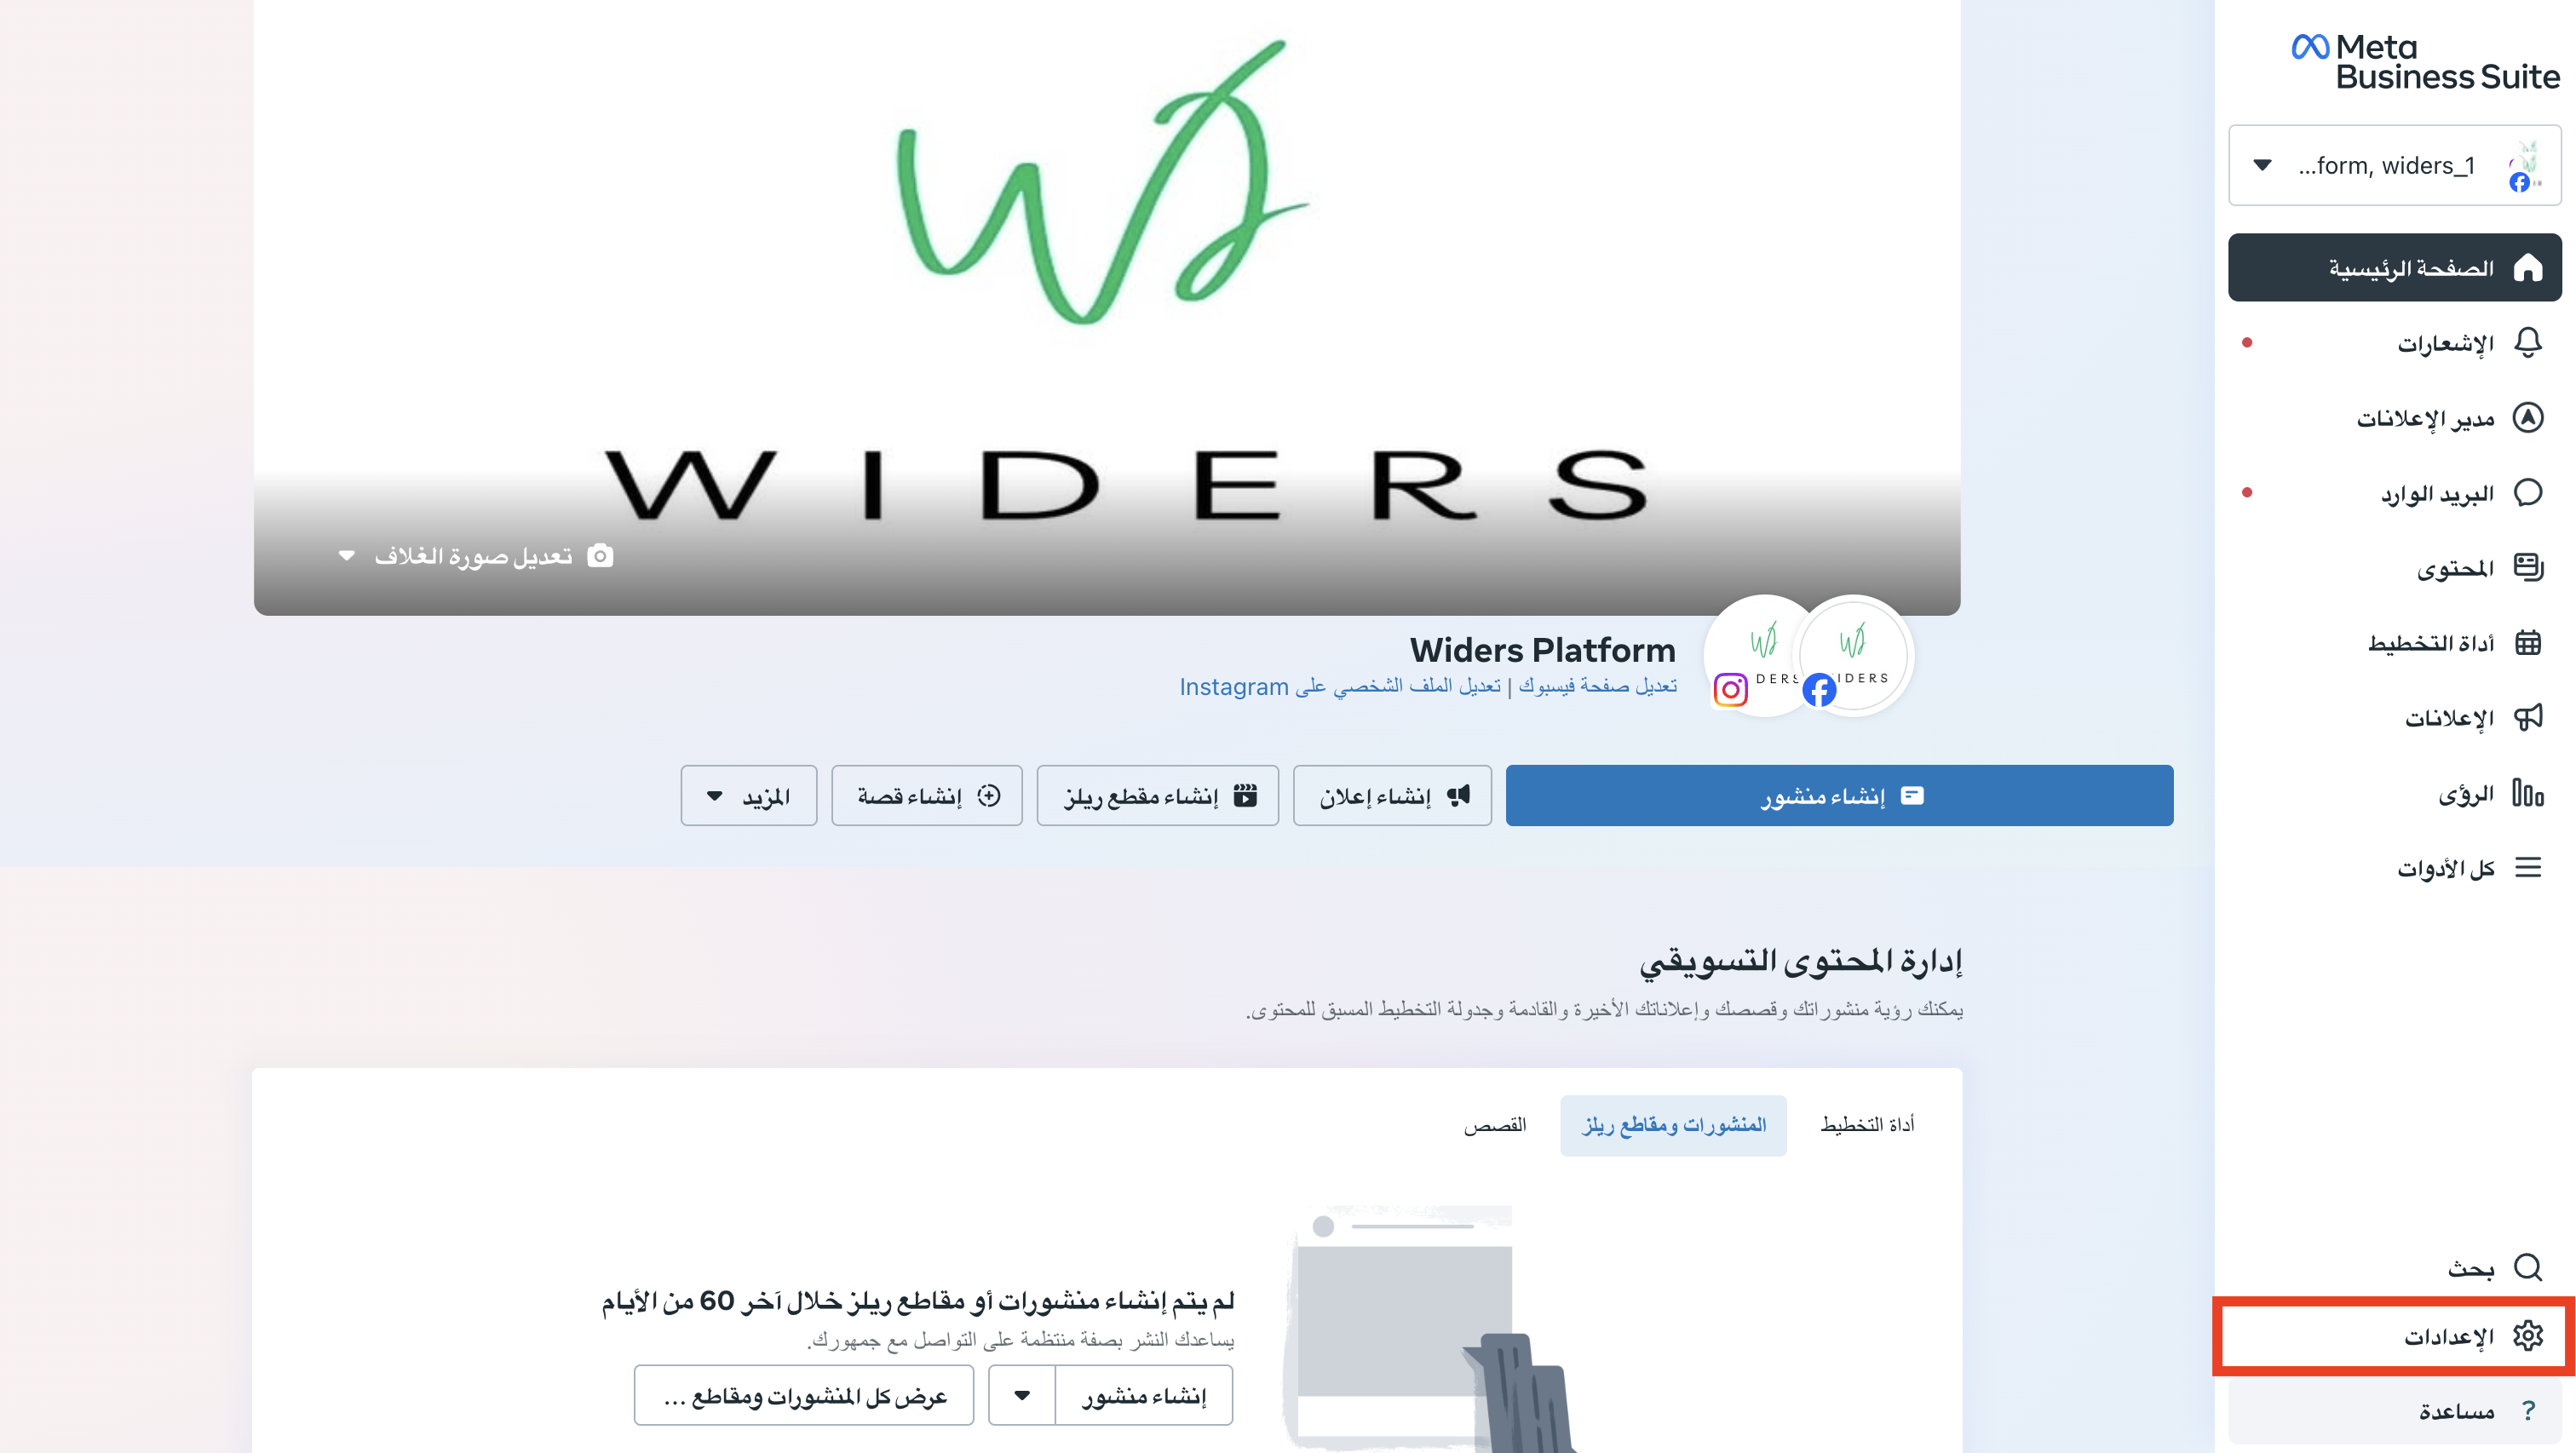 Meta
Business Suite
form, widers_1...
الصفحة الرئيسية
الإشعارات
مدير الإعلانات
البريد الوارد
المحتوى
أداة التخطيط
الإعلانات
الرؤى
كل الأدوات
بحث
الإعدادات
مساعدة
?
WIDERS
تعديل صورة الغلاف
Widers Platform
تعديل صفحة فيسبوك | تعديل الملف الشخصي على Instagram
إنشاء منشور
إنشاء إعلان
إنشاء مقطع ريلز
إنشاء قصة
المزيد
إدارة المحتوى التسويقي
يمكنك رؤية منشوراتك وقصصك وإعلاناتك الأخيرة والقادمة وجدولة التخطيط المسبق للمحتوى.
أداة التخطيط
المنشورات ومقاطع ريلز
القصص
لم يتم إنشاء منشورات أو مقاطع ريلز خلال آخر 60 من الأيام
يساعدك النشر بصفة منتظمة على التواصل مع جمهورك.
إنشاء منشور
عرض كل المنشورات ومقاطع ...